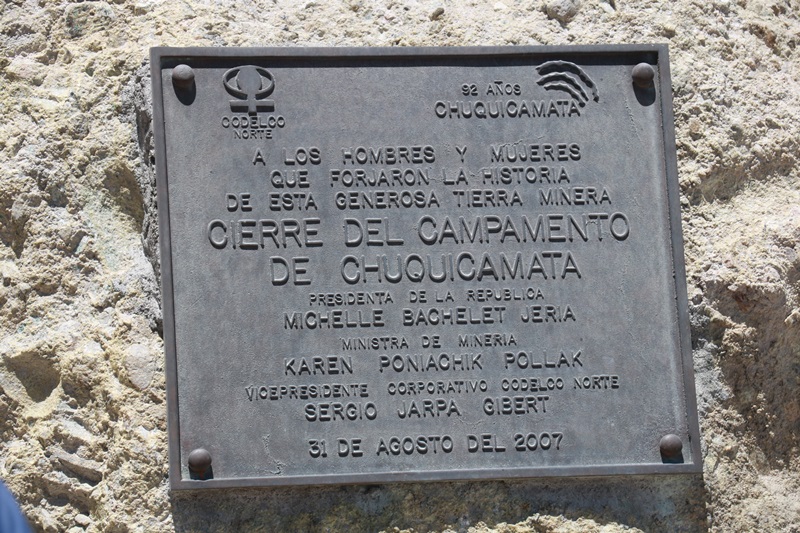 CODELCO
NORTE
92 AÑOS
CHUQUICAMATA
A LOS HOMBRES Y MUJERES
QUE FORJARON LA HISTORIA
DE ESTA GENEROSA TIERRA MINERA
CIERRE DEL CAMPAMENTO
DE CHUQUICAMATA
PRESIDENTA DE LA REPUBLICA
MICHELLE BACHELET JERIA
MINISTRA DE MINERIA
KAREN PONIACHIK POLLAK
VICEPRESIDENTE CORPORATIVO CODELCO NORTE
SERGIO JARPA GIBERT
31 DE AGOSTO DEL 2007